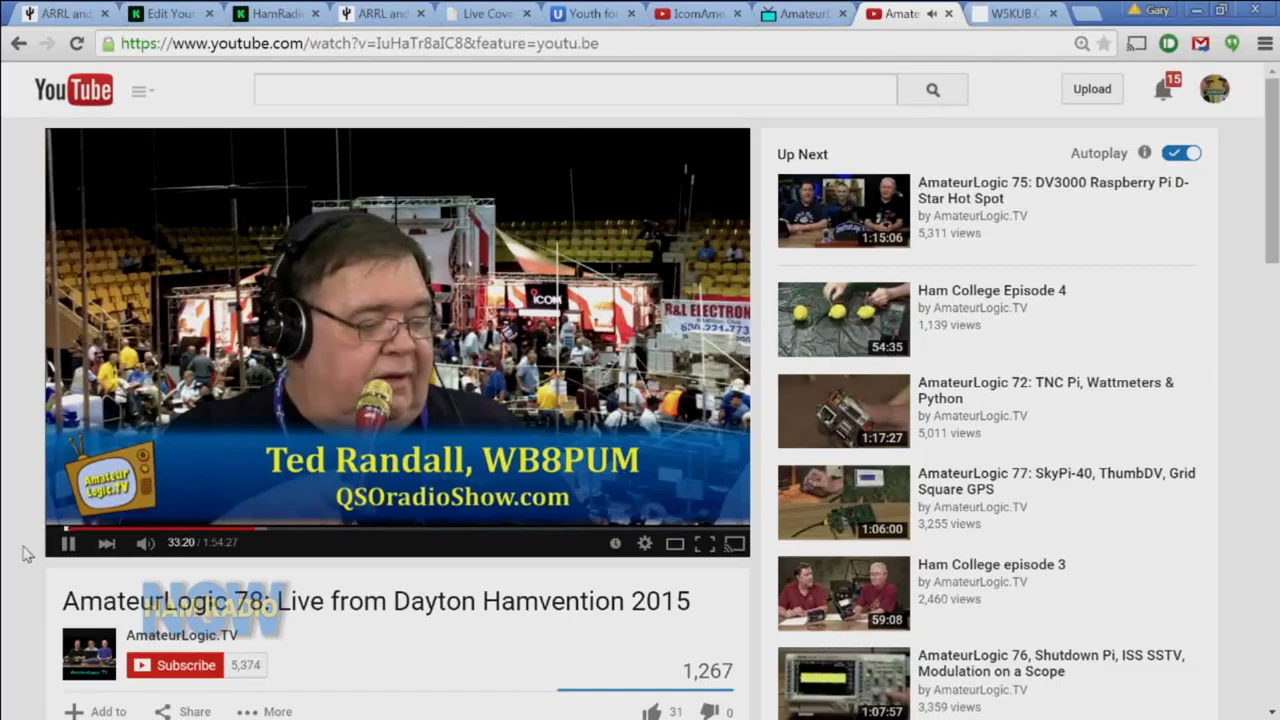 ARRL and
Edit Your
HamRadi
ARRL and
Live Cove
Youth for
IcomAme
Amateur
Amate
W5KUB.C
Gary
https://www.youtube.com/watch?v=IuHaTr8aIC8&feature=youtu.be
YouTube
Upload
15
ICOM
R&L ELECTRON
800-221-773
Amateur
Logic.TV
Ted Randall, WB8PUM
QSOradioShow.com
33:20 / 1:54:27
AmateurLogic 78: Live from Dayton Hamvention 2015
HAM RADIO
NOW
AmateurLogic.TV
Subscribe
5,374
1,267
Add to
Share
More
31
0
Up Next
Autoplay
AmateurLogic 75: DV3000 Raspberry Pi D-
Star Hot Spot
by AmateurLogic.TV
5,311 views
1:15:06
Ham College Episode 4
by AmateurLogic.TV
1,139 views
54:35
AmateurLogic 72: TNC Pi, Wattmeters &
Python
by AmateurLogic.TV
5,011 views
1:17:27
AmateurLogic 77: SkyPi-40, ThumbDV, Grid
Square GPS
by AmateurLogic.TV
3,255 views
1:06:00
Ham College episode 3
by AmateurLogic.TV
2,460 views
59:08
AmateurLogic 76, Shutdown Pi, ISS SSTV,
Modulation on a Scope
by AmateurLogic.TV
3,359 views
1:07:57